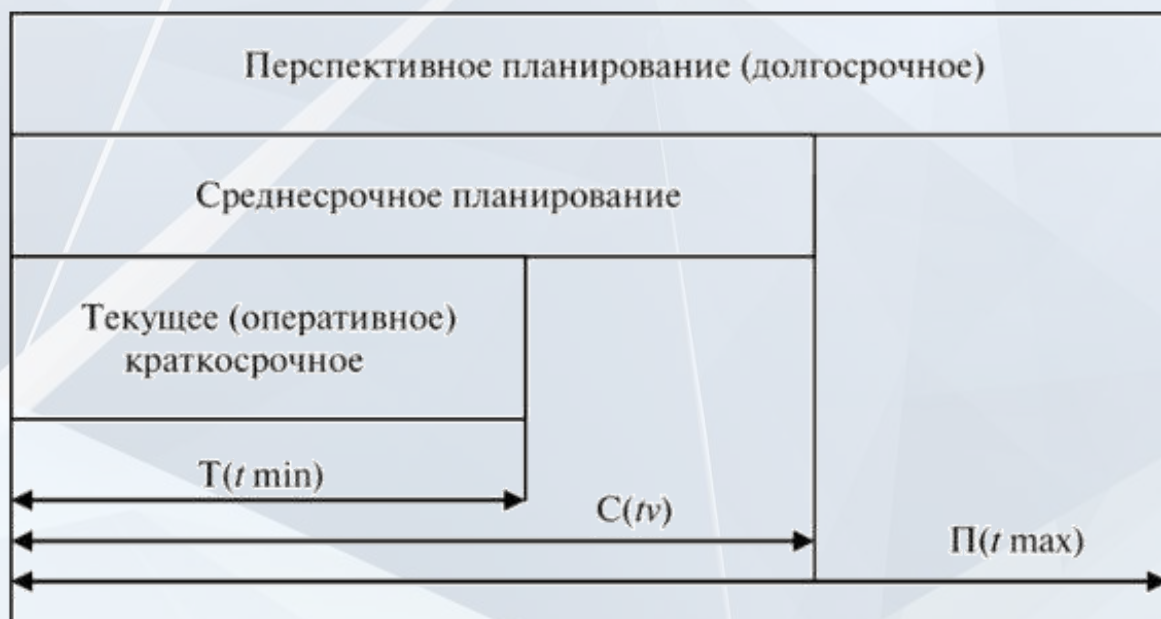 Перспективное планирование (долгосрочное)
Среднесрочное планирование
Текущее (оперативное)
краткосрочное
Т(t min)
С(tv)
П(t max)